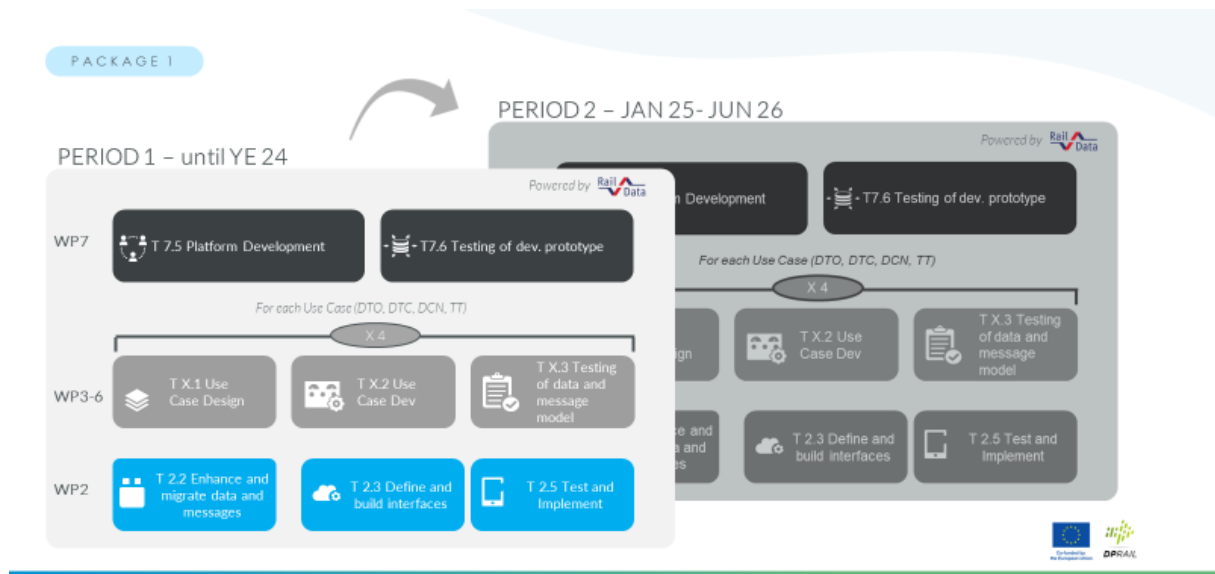 PACKAGE 1
PERIOD 2 – JAN 25- JUN 26
Powered by Rail Data
Development
T7.6 Testing of dev. prototype
For each Use Case (DTO, DTC, DCN, TT)
X 4
T X.2 Use
Case Dev
T X.3 Testing
of data and
message
model
T 2.3 Define and
build interfaces
T 2.5 Test and
Implement
PERIOD 1 – until YE 24
Powered by Rail Data
WP7
T 7.5 Platform Development
T7.6 Testing of dev. prototype
For each Use Case (DTO, DTC, DCN, TT)
X 4
WP3-6
T X.1 Use
Case Design
T X.2 Use
Case Dev
T X.3 Testing
of data and
message
model
WP2
T 2.2 Enhance and
migrate data and
messages
T 2.3 Define and
build interfaces
T 2.5 Test and
Implement
Co-funded by
the European Union
DPRAIL